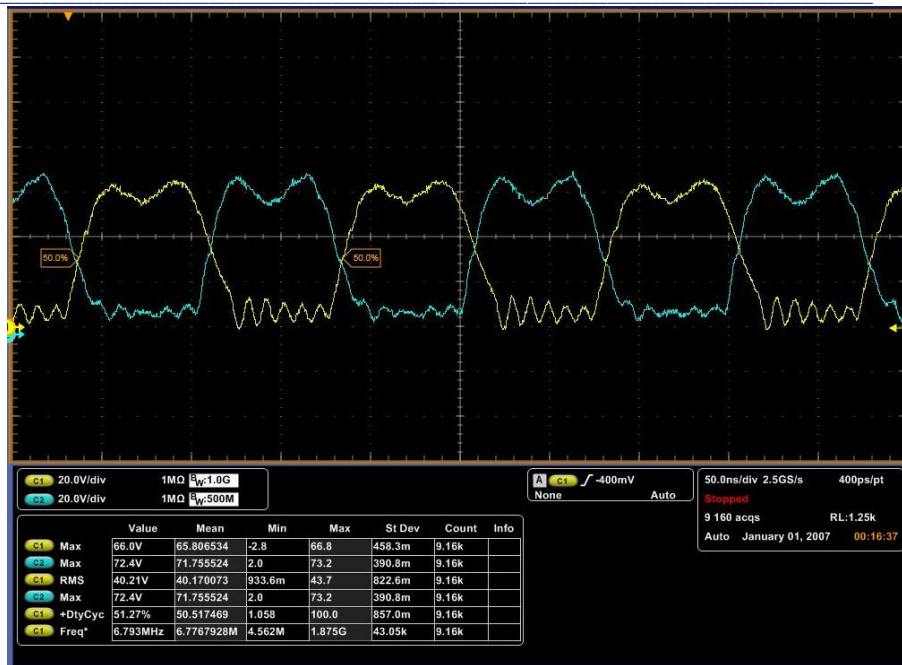 50.0%
50.0%
C1 20.0V/div 1MΩ BW:1.0G
C2 20.0V/div 1MΩ BW:500M
A C1 -400mV
None Auto
50.0ns/div 2.5GS/s 400ps/pt
Stopped
9 160 acqs RL:1.25k
Auto January 01, 2007 00:16:37
Value Mean Min Max St Dev Count Info
C1 Max 66.0V 65.806534 -2.8 66.8 458.3m 9.16k
C2 Max 72.4V 71.755524 2.0 73.2 390.8m 9.16k
C1 RMS 40.21V 40.170073 933.6m 43.7 822.6m 9.16k
C2 Max 72.4V 71.755524 2.0 73.2 390.8m 9.16k
C1 +DtyCyc 51.27% 50.517469 1.058 100.0 857.0m 9.16k
C1 Freq* 6.793MHz 6.7767928M 4.562M 1.875G 43.05k 9.16k